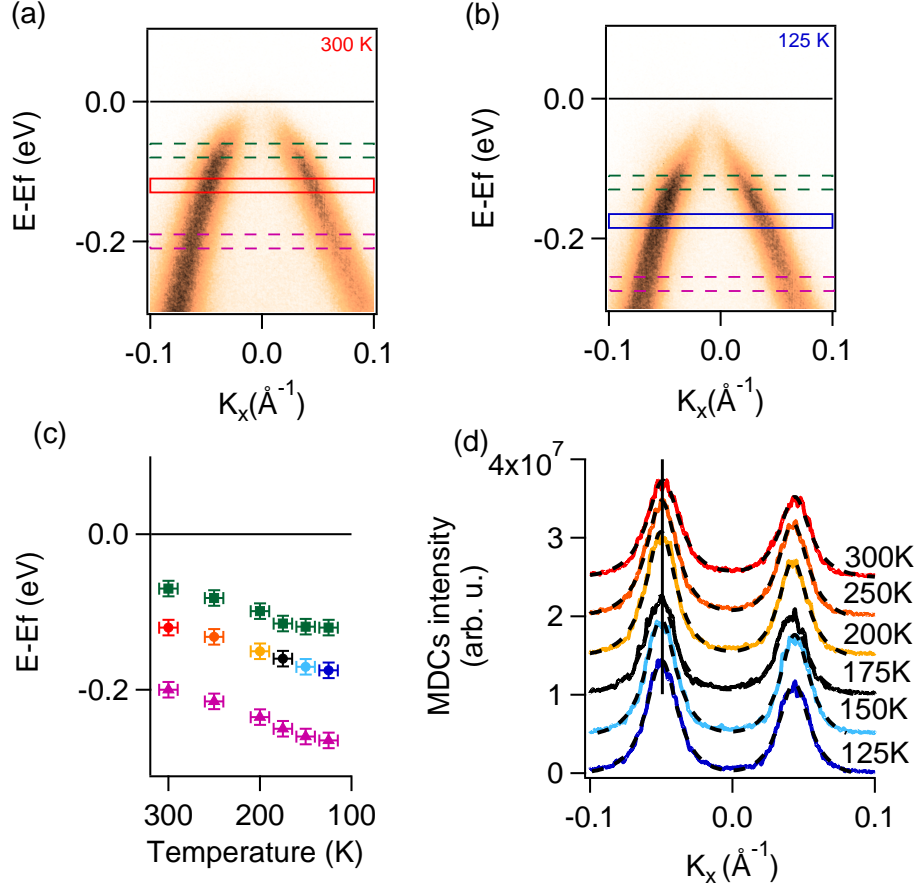 (a)
300 K
E-Ef (eV)
0.0
-0.2
-0.1
0.0
0.1
Kx(Å-1)
(b)
125 K
E-Ef (eV)
0.0
-0.2
-0.1
0.0
0.1
Kx(Å-1)
(c)
E-Ef (eV)
0.0
-0.2
300
200
100
Temperature (K)
(d)
MDCs intensity
(arb. u.)
4x10^7
3
2
1
0
300K
250K
200K
175K
150K
125K
-0.1
0.0
0.1
Kx (Å-1)